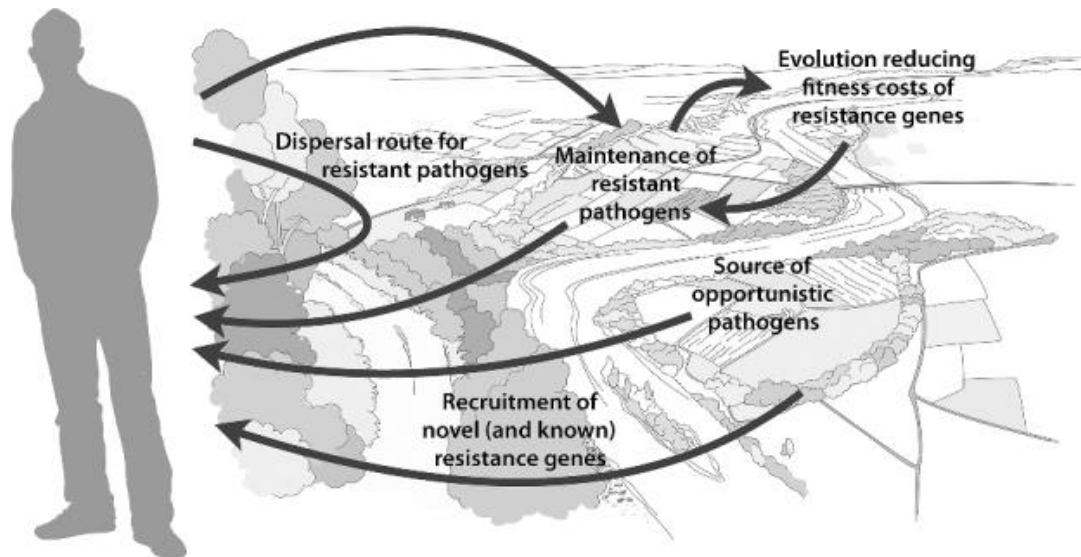 Evolution reducing
fitness costs of
resistance genes
Dispersal route for
resistant pathogens
Maintenance of
resistant
pathogens
Source of
opportunistic
pathogens
Recruitment of
novel (and known)
resistance genes